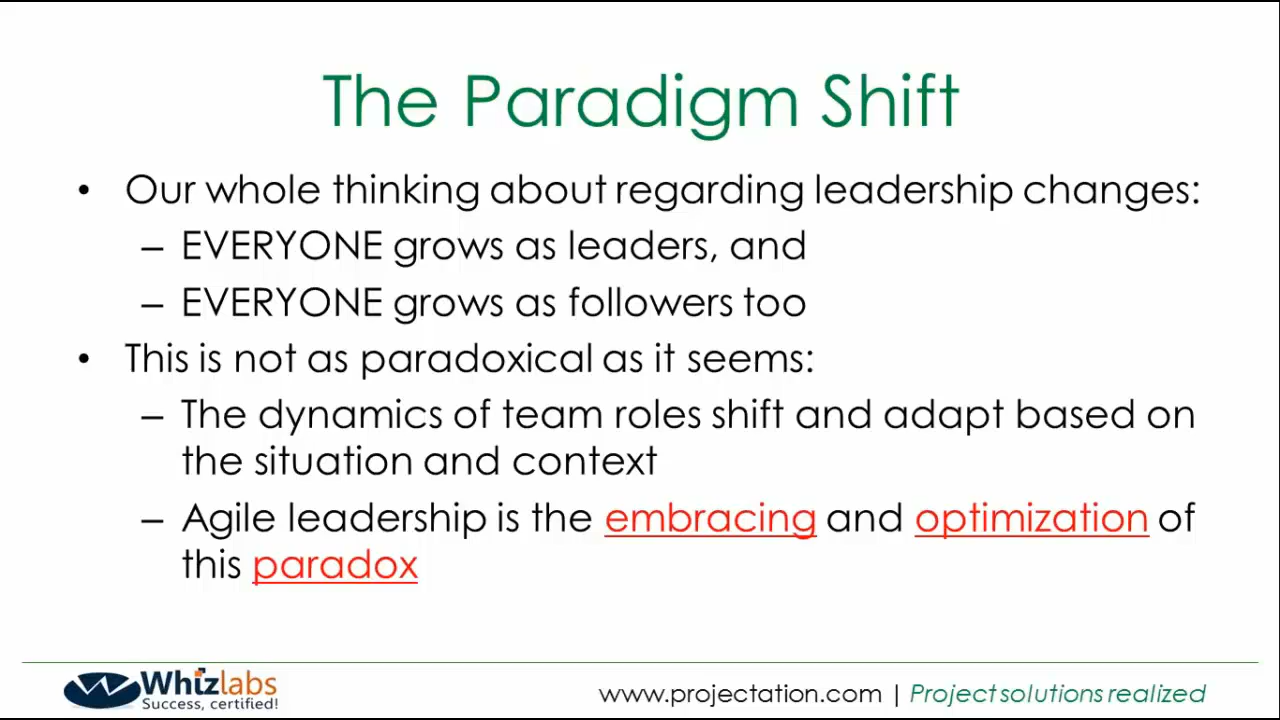 The Paradigm Shift
• Our whole thinking about regarding leadership changes:
– EVERYONE grows as leaders, and
– EVERYONE grows as followers too
• This is not as paradoxical as it seems:
– The dynamics of team roles shift and adapt based on
the situation and context
– Agile leadership is the embracing and optimization of
this paradox
Whizlabs
Success, certified!
www.projectation.com | Project solutions realized